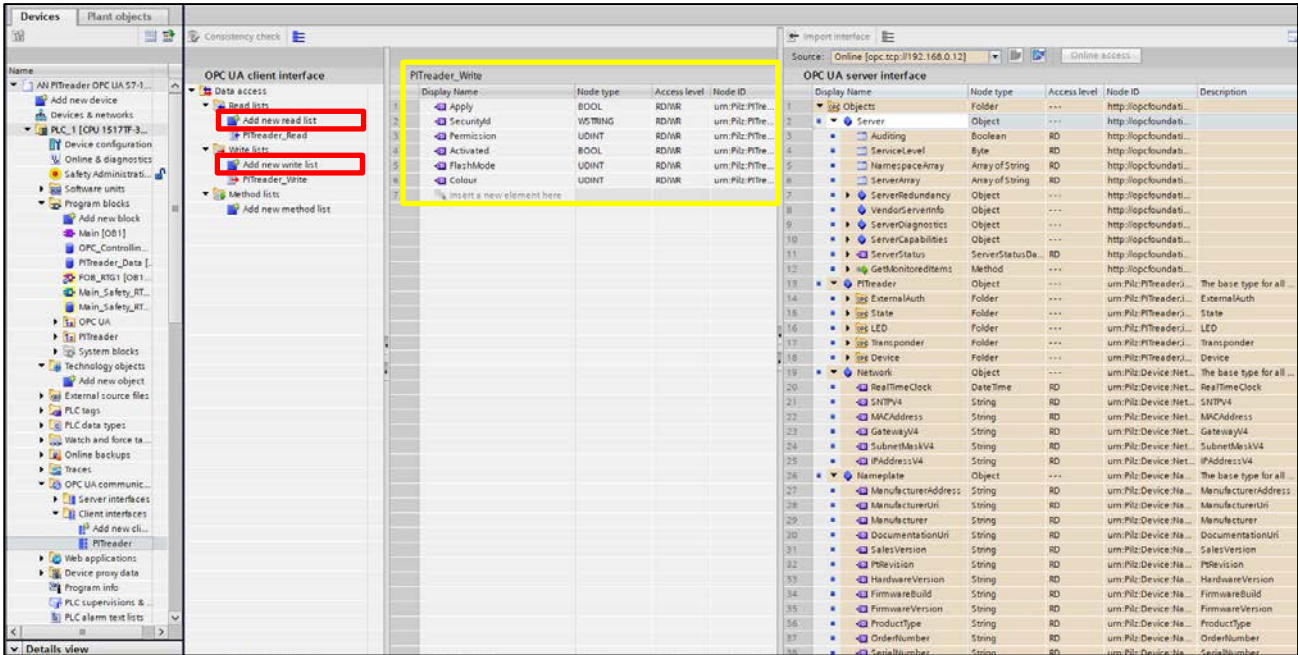 Devices
Plant objects
Name
AN PITreader OPC UA S7-1...
Add new device
Devices & networks
PLC_1 [CPU 1517TF-3...
Device configuration
Online & diagnostics
Safety Administrati...
Software units
Program blocks
Add new block
Main [OB1]
OPC_Controllin...
PITreader_Data [...
FOB_RTG1 [OB1...
Main_Safety_RT...
Main_Safety_RT...
OPC UA
PITreader
System blocks
Technology objects
Add new object
External source files
PLC tags
PLC data types
Watch and force ta...
Online backups
Traces
OPC UA communic...
Server interfaces
Client interfaces
Add new cli...
PITreader
Web applications
Device proxy data
Program info
PLC supervisions & ...
PLC alarm text lists
Details view
Consistency check
OPC UA client interface
Data access
Read lists
Add new read list
PITreader_Read
Write lists
Add new write list
PITreader_Write
Method lists
Add new method list
PITreader_Write
Display Name Node type Access level Node ID
1 Apply BOOL RD/WR urn:Pilz:PITre...
2 SecurityId WSTRING RD/WR urn:Pilz:PITre...
3 Permission UDINT RD/WR urn:Pilz:PITre...
4 Activated BOOL RD/WR urn:Pilz:PITre...
5 FlashMode UDINT RD/WR urn:Pilz:PITre...
6 Colour UDINT RD/WR urn:Pilz:PITre...
7 Insert a new element here
Import interface
Source: Online [opc.tcp://192.168.0.12] Online access
OPC UA server interface
Display Name Node type Access level Node ID Description
1 Objects Folder --- http://opcfoundati...
2 Server Object --- http://opcfoundati...
3 Auditing Boolean RD http://opcfoundati...
4 ServiceLevel Byte RD http://opcfoundati...
5 NamespaceArray Array of String RD http://opcfoundati...
6 ServerArray Array of String RD http://opcfoundati...
7 ServerRedundancy Object --- http://opcfoundati...
8 VendorServerInfo Object --- http://opcfoundati...
9 ServerDiagnostics Object --- http://opcfoundati...
10 ServerCapabilities Object --- http://opcfoundati...
11 ServerStatus ServerStatusDa... RD http://opcfoundati...
12 GetMonitoredItems Method --- http://opcfoundati...
13 PITreader Object --- urn:Pilz:PITreader;i... The base type for all ...
14 ExternalAuth Folder --- urn:Pilz:PITreader;i... ExternalAuth
15 State Folder --- urn:Pilz:PITreader;i... State
16 LED Folder --- urn:Pilz:PITreader;i... LED
17 Transponder Folder --- urn:Pilz:PITreader;i... Transponder
18 Device Folder --- urn:Pilz:PITreader;i... Device
19 Network Object --- urn:Pilz:Device:Net... The base type for all ...
20 RealTimeClock DateTime RD urn:Pilz:Device:Net... RealTimeClock
21 SNTPV4 String RD urn:Pilz:Device:Net... SNTPV4
22 MACAddress String RD urn:Pilz:Device:Net... MACAddress
23 GatewayV4 String RD urn:Pilz:Device:Net... GatewayV4
24 SubnetMaskV4 String RD urn:Pilz:Device:Net... SubnetMaskV4
25 IPAddressV4 String RD urn:Pilz:Device:Net... IPAddressV4
26 Nameplate Object --- urn:Pilz:Device:Na... The base type for all ...
27 ManufacturerAddress String RD urn:Pilz:Device:Na... ManufacturerAddress
28 ManufacturerUri String RD urn:Pilz:Device:Na... ManufacturerUri
29 Manufacturer String RD urn:Pilz:Device:Na... Manufacturer
30 DocumentationUri String RD urn:Pilz:Device:Na... DocumentationUri
31 SalesVersion String RD urn:Pilz:Device:Na... SalesVersion
32 PtRevision String RD urn:Pilz:Device:Na... PtRevision
33 HardwareVersion String RD urn:Pilz:Device:Na... HardwareVersion
34 FirmwareBuild String RD urn:Pilz:Device:Na... FirmwareBuild
35 FirmwareVersion String RD urn:Pilz:Device:Na... FirmwareVersion
36 ProductType String RD urn:Pilz:Device:Na... ProductType
37 OrderNumber String RD urn:Pilz:Device:Na... OrderNumber
38 SerialNumber String RD urn:Pilz:Device:Na... SerialNumber